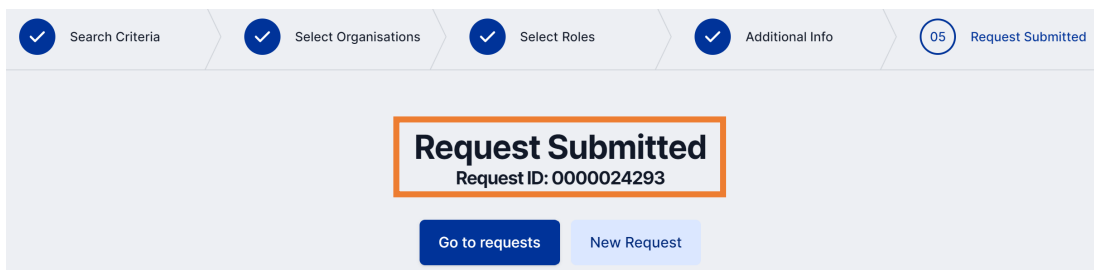 Search Criteria
Select Organisations
Select Roles
Additional Info
05 Request Submitted
Request Submitted
Request ID: 0000024293
Go to requests
New Request